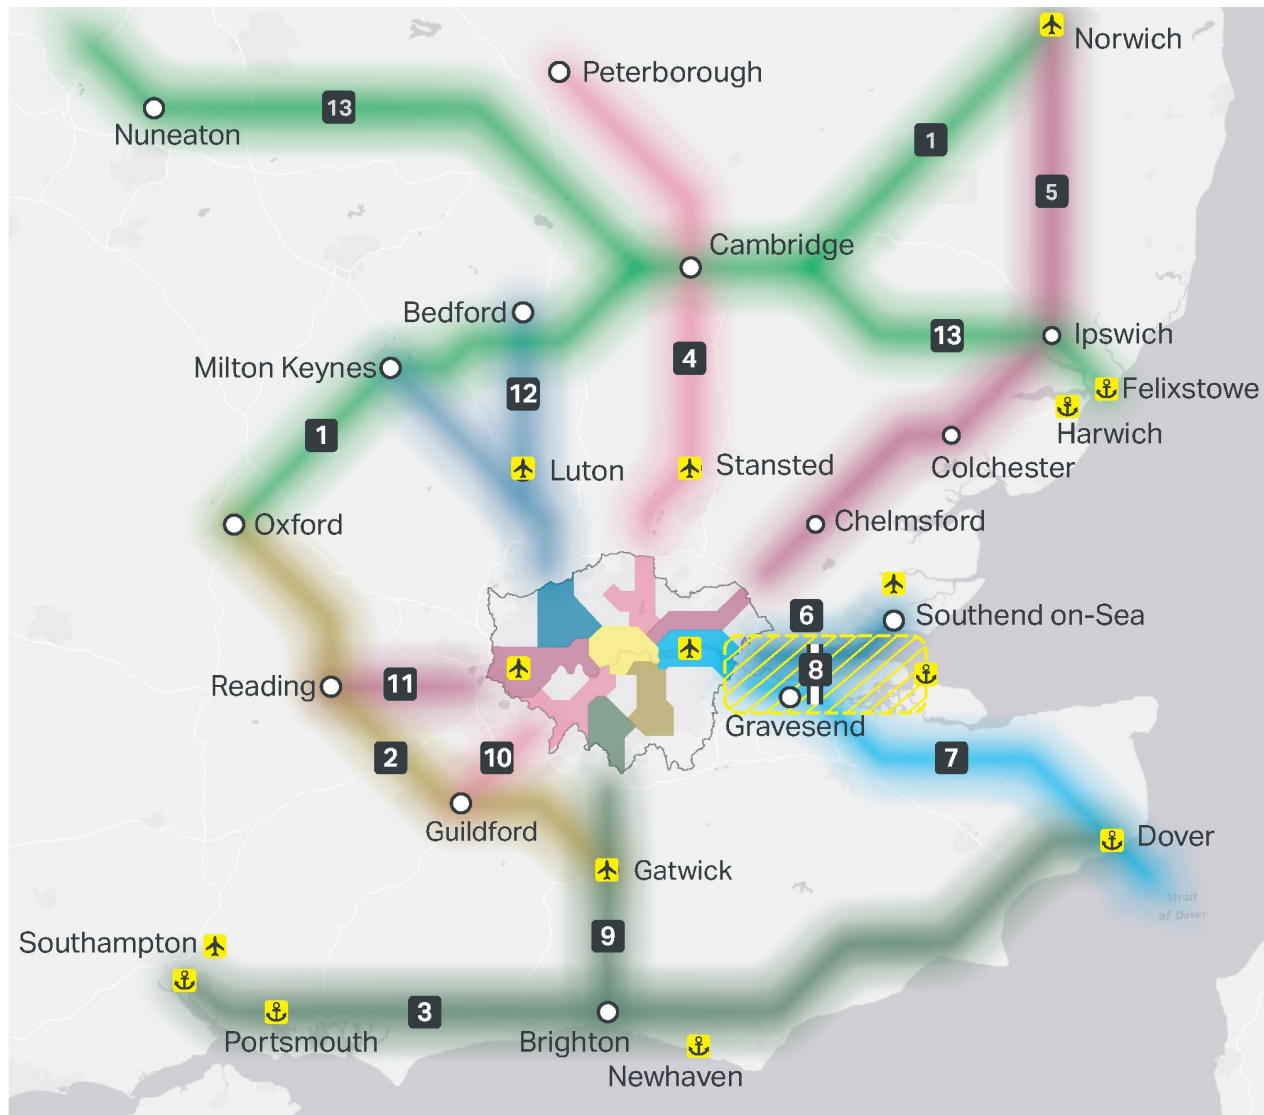 Norwich
Peterborough
13
Nuneaton
1
5
Cambridge
Bedford
13
Ipswich
Milton Keynes
4
12
Felixstowe
Harwich
1
Luton
Stansted
Colchester
Oxford
Chelmsford
6
Southend on-Sea
8
Reading
11
Gravesend
2
10
7
Guildford
Dover
Gatwick
Strait
of Dover
9
Southampton
3
Portsmouth
Brighton
Newhaven